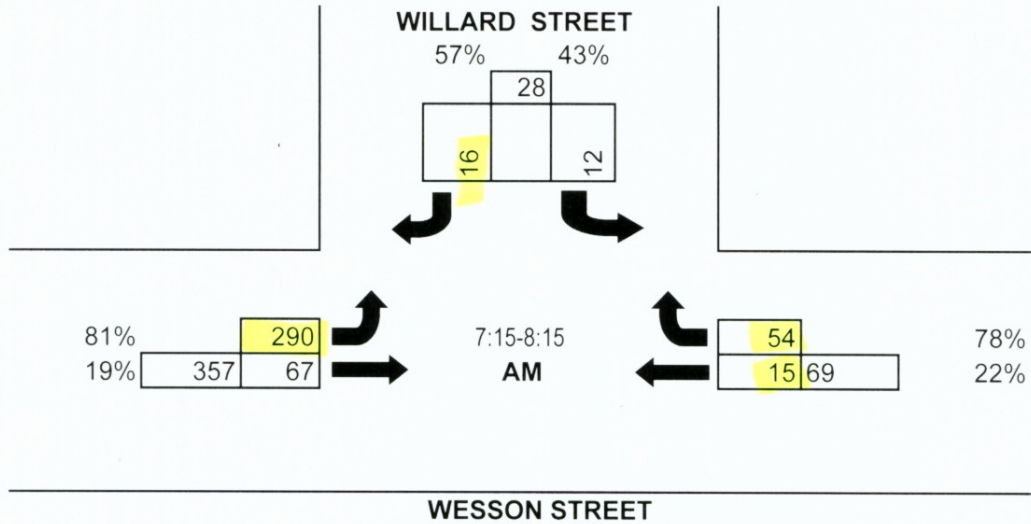 WILLARD STREET
57% 43%
28
16 12
81% 290 7:15-8:15 54 78%
19% 357 67 AM 15 69 22%
WESSON STREET